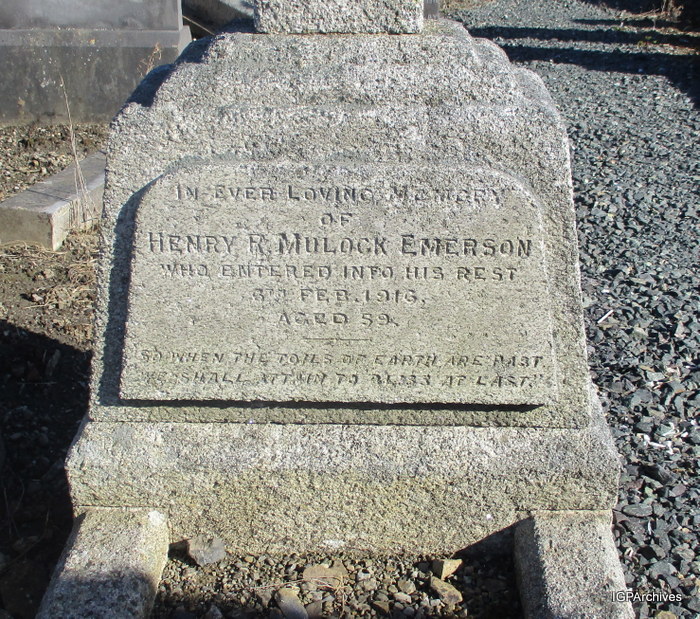 IN EVER LOVING MEMORY
OF
HENRY R. MULOCK EMERSON
WHO ENTERED INTO HIS REST
6TH FEB. 1916.
AGED 59.
SO WHEN THE TOILS OF EARTH ARE PAST
WE SHALL ATTAIN TO BLISS AT LAST."
IGPArchives